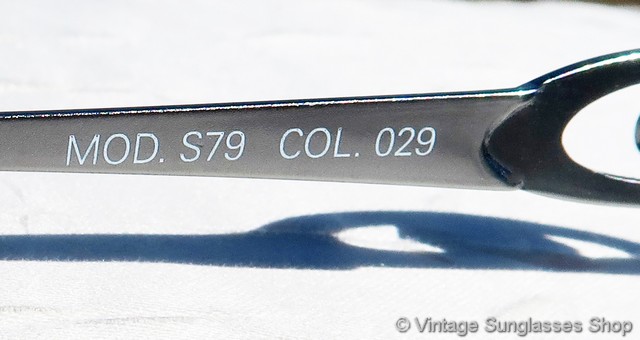 MOD. S79 COL. 029
© Vintage Sunglasses Shop